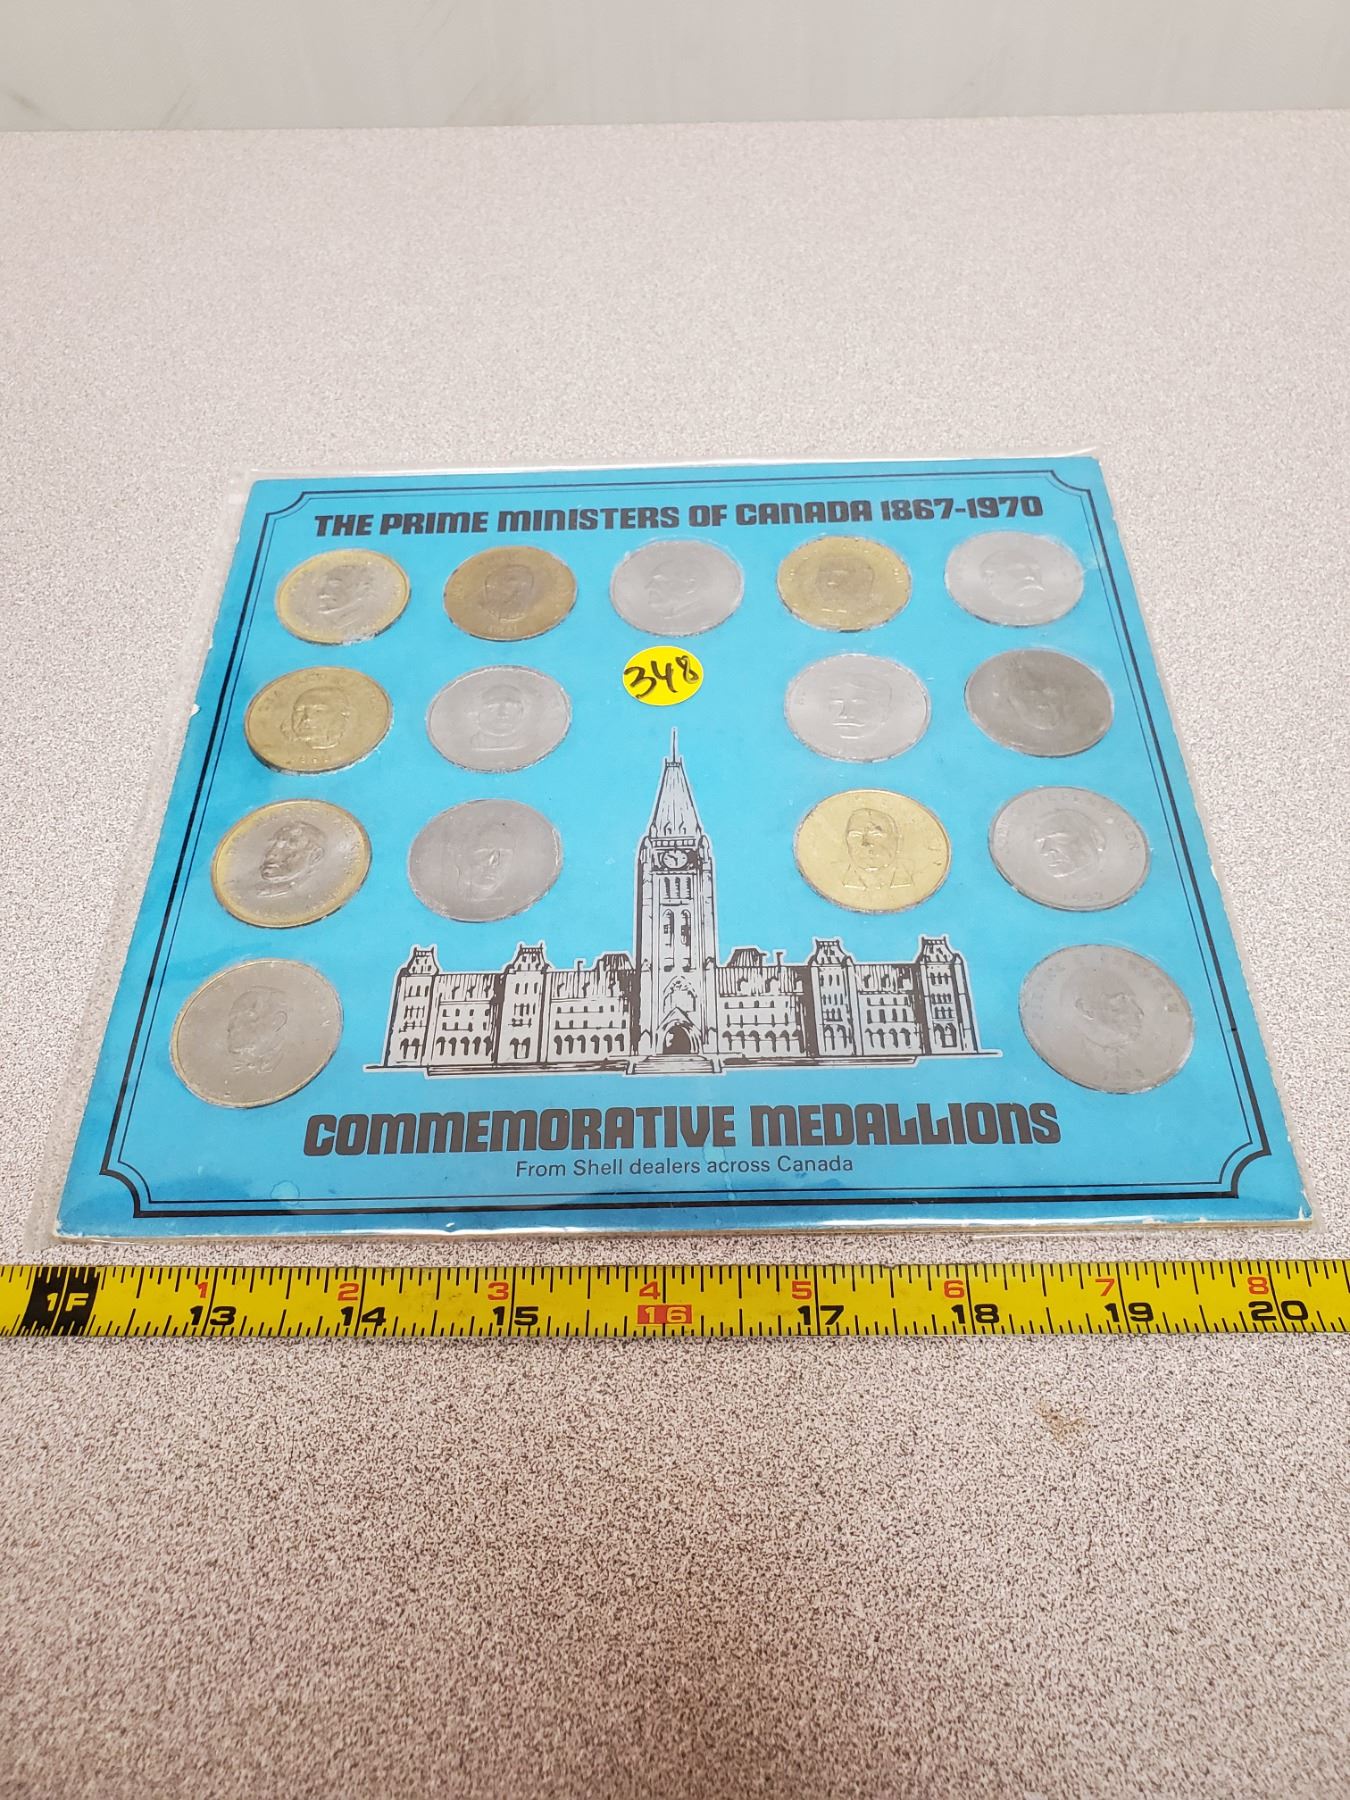 THE PRIME MINISTERS OF CANADA 1867-1970
348
COMMEMORATIVE MEDALLIONS
From Shell dealers across Canada
1F 1 2 3 4 5 6 7 8
13 14 15 16 17 18 19 20